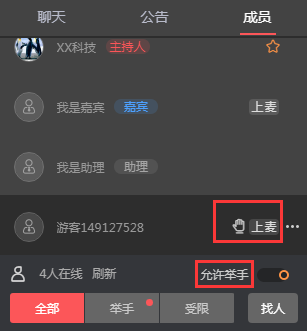 聊天 公告 成员
XX科技 主持人
我是嘉宾 嘉宾 上麦
我是助理 助理
游客149127528 上麦
4人在线 刷新 允许举手
全部 举手 受限 找人